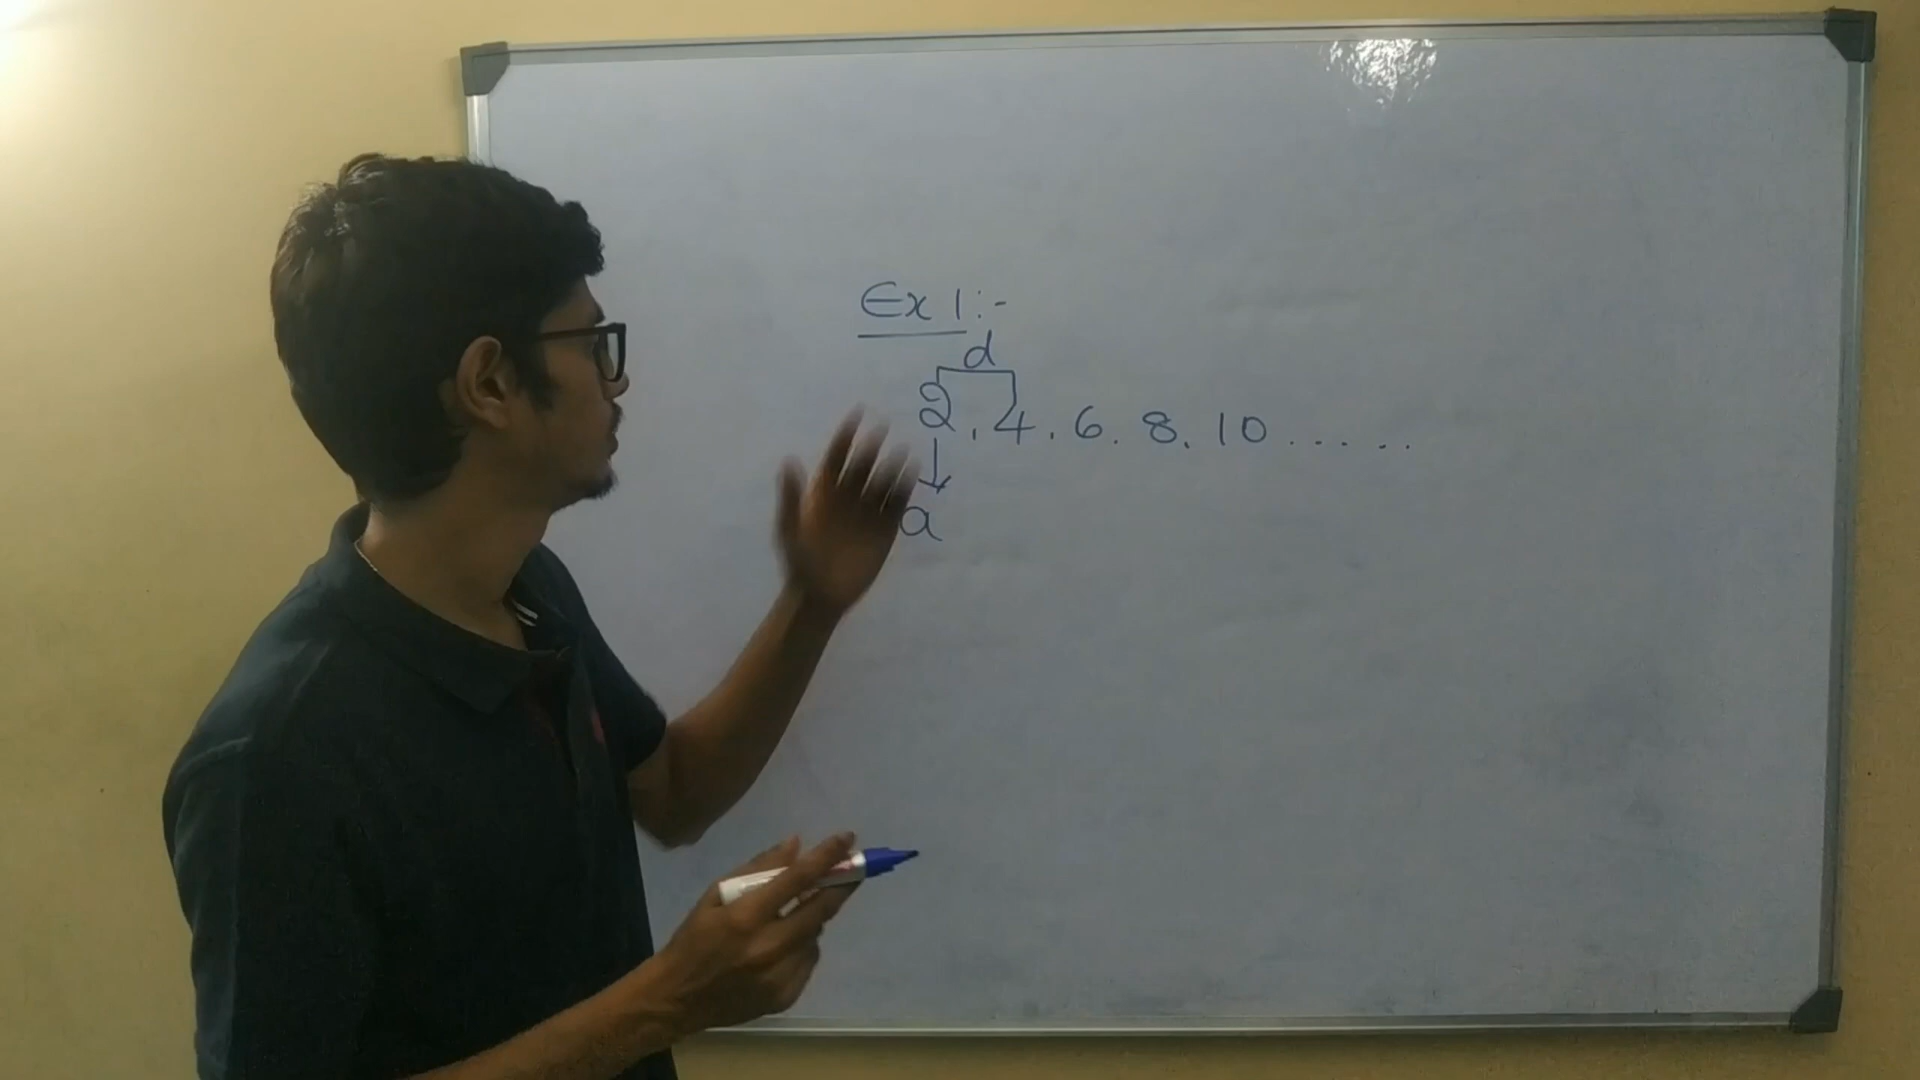 Ex 1:-
d
2, 4, 6, 8, 10......
a